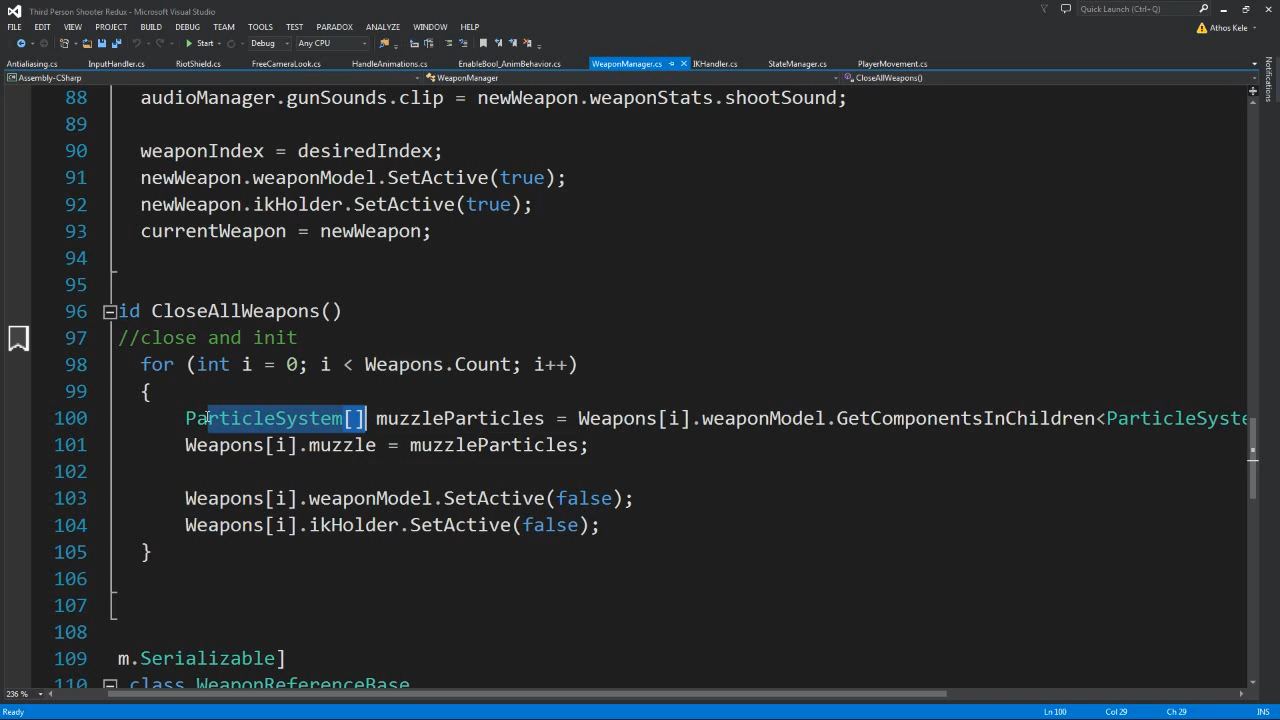 Third Person Shooter Redux - Microsoft Visual Studio
Quick Launch (Ctrl+Q)
FILE EDIT VIEW PROJECT BUILD DEBUG TEAM TOOLS TEST PARADOX ANALYZE WINDOW HELP
Athos Kele
Start Debug Any CPU
Antialiasing.cs InputHandler.cs RiotShield.cs FreeCameraLook.cs HandleAnimations.cs EnableBool_AnimBehavior.cs WeaponManager.cs IKHandler.cs StateManager.cs PlayerMovement.cs
Assembly-CSharp WeaponManager CloseAllWeapons()
Notifications
88 audioManager.gunSounds.clip = newWeapon.weaponStats.shootSound;
89
90 weaponIndex = desiredIndex;
91 newWeapon.weaponModel.SetActive(true);
92 newWeapon.ikHolder.SetActive(true);
93 currentWeapon = newWeapon;
94
95
96 id CloseAllWeapons()
97 //close and init
98 for (int i = 0; i < Weapons.Count; i++)
99 {
100 ParticleSystem[] muzzleParticles = Weapons[i].weaponModel.GetComponentsInChildren<ParticleSyste
101 Weapons[i].muzzle = muzzleParticles;
102
103 Weapons[i].weaponModel.SetActive(false);
104 Weapons[i].ikHolder.SetActive(false);
105 }
106
107
108
109 m.Serializable]
110 class WeaponReferenceBase
236 %
Ready Ln 100 Col 29 Ch 29 INS